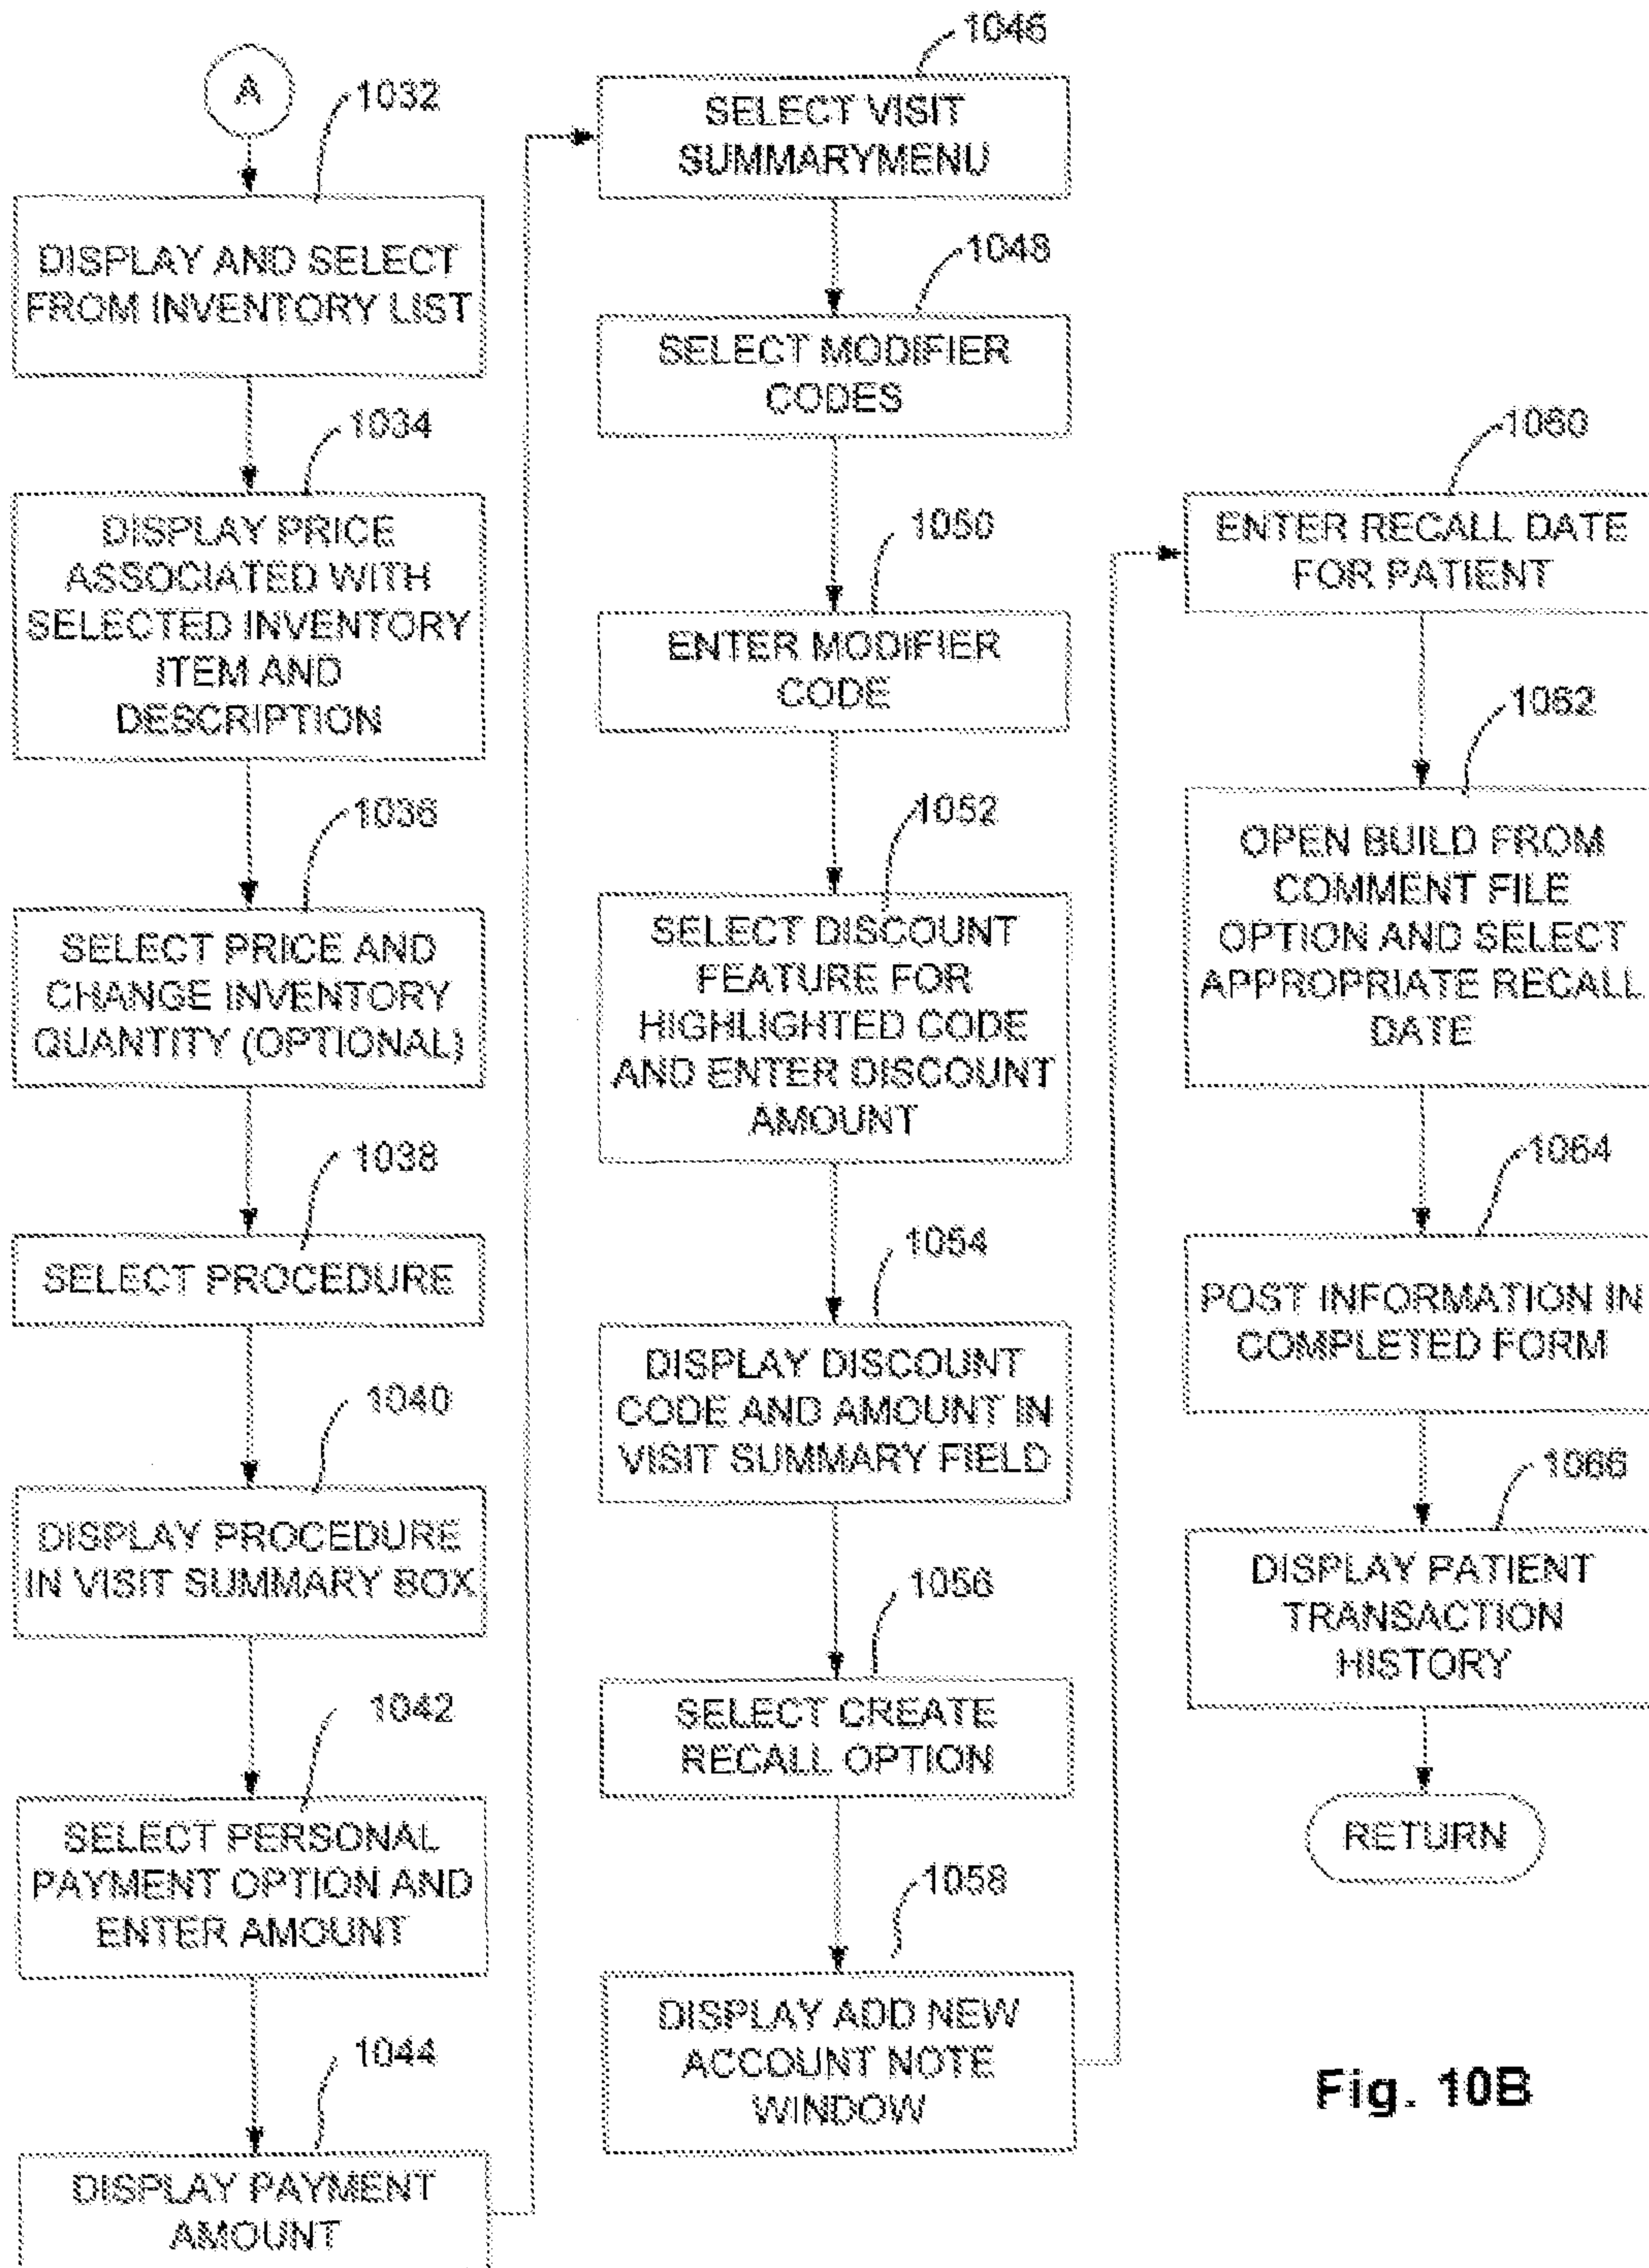 A
1032
DISPLAY AND SELECT
FROM INVENTORY LIST
1034
DISPLAY PRICE
ASSOCIATED WITH
SELECTED INVENTORY
ITEM AND
DESCRIPTION
1036
SELECT PRICE AND
CHANGE INVENTORY
QUANTITY (OPTIONAL)
1038
SELECT PROCEDURE
1040
DISPLAY PROCEDURE
IN VISIT SUMMARY BOX
1042
SELECT PERSONAL
PAYMENT OPTION AND
ENTER AMOUNT
1044
DISPLAY PAYMENT
AMOUNT
1046
SELECT VISIT
SUMMARYMENU
1048
SELECT MODIFIER
CODES
1050
ENTER MODIFIER
CODE
1052
SELECT DISCOUNT
FEATURE FOR
HIGHLIGHTED CODE
AND ENTER DISCOUNT
AMOUNT
1054
DISPLAY DISCOUNT
CODE AND AMOUNT IN
VISIT SUMMARY FIELD
1056
SELECT CREATE
RECALL OPTION
1058
DISPLAY ADD NEW
ACCOUNT NOTE
WINDOW
1060
ENTER RECALL DATE
FOR PATIENT
1062
OPEN BUILD FROM
COMMENT FILE
OPTION AND SELECT
APPROPRIATE RECALL
DATE
1064
POST INFORMATION IN
COMPLETED FORM
1066
DISPLAY PATIENT
TRANSACTION
HISTORY
RETURN
Fig. 10B